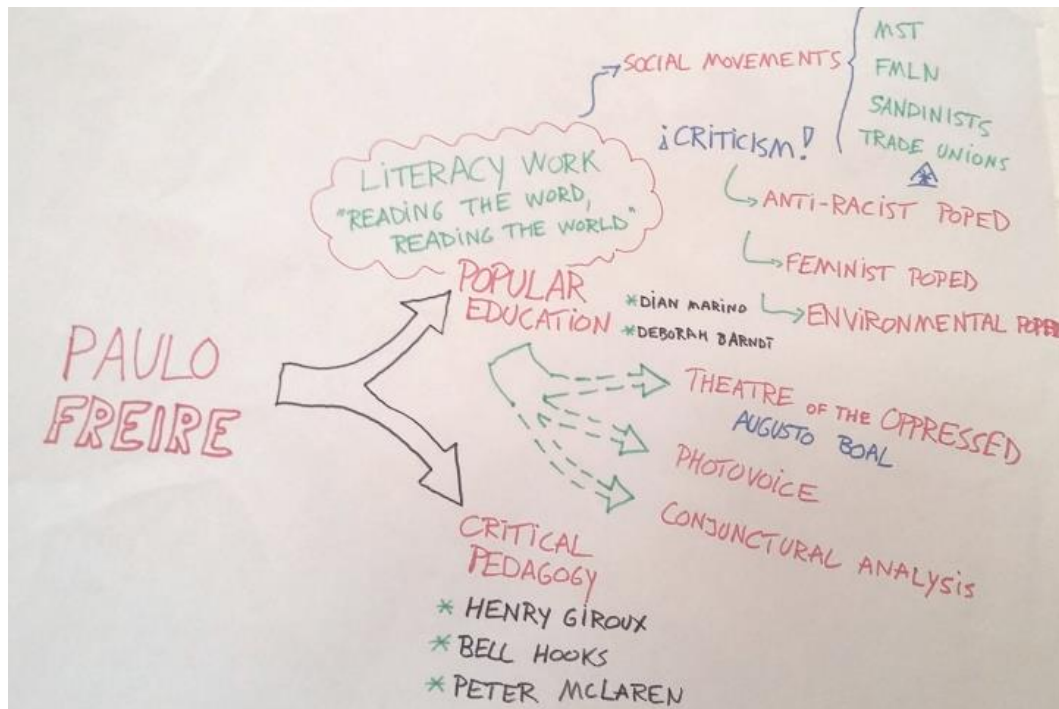 PAULO
FREIRE
LITERACY WORK
"READING THE WORD,
READING THE WORLD"
POPULAR
EDUCATION
SOCIAL MOVEMENTS
MST
FMLN
SANDINISTS
TRADE UNIONS
¡CRITICISM!
ANTI-RACIST POPED
FEMINIST POPED
ENVIRONMENTAL POPED
*DIAN MARINO
*DEBORAH BARNDT
THEATRE OF THE OPPRESSED
AUGUSTO BOAL
PHOTOVOICE
CONJUNCTURAL ANALYSIS
CRITICAL
PEDAGOGY
* HENRY GIROUX
* BELL HOOKS
* PETER MCLAREN